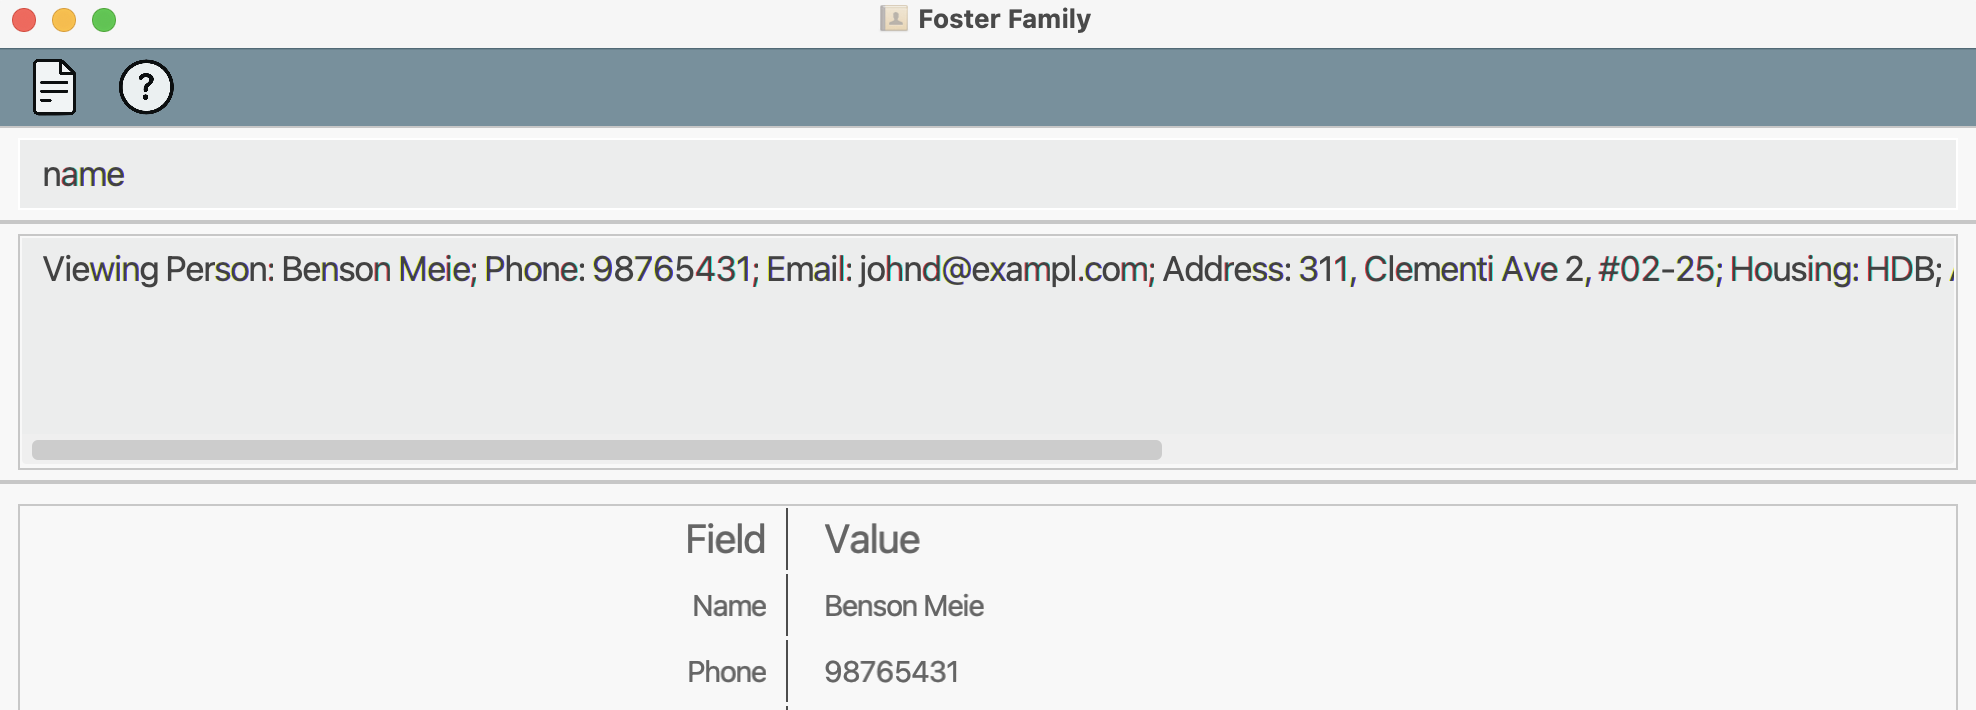 Foster Family
?
name
Viewing Person: Benson Meie; Phone: 98765431; Email: johnd@exampl.com; Address: 311, Clementi Ave 2, #02-25; Housing: HDB;
Field Value
Name Benson Meie
Phone 98765431